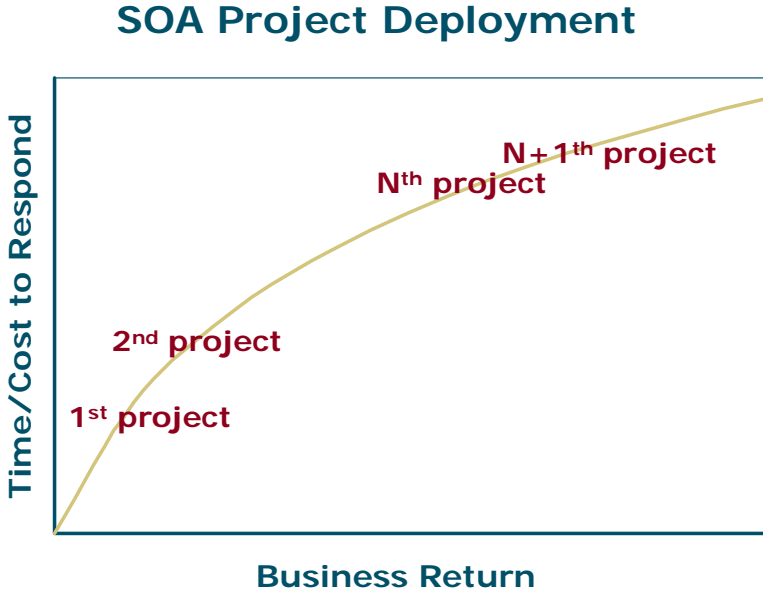 SOA Project Deployment
Time/Cost to Respond
N+1th project
Nth project
2nd project
1st project
Business Return